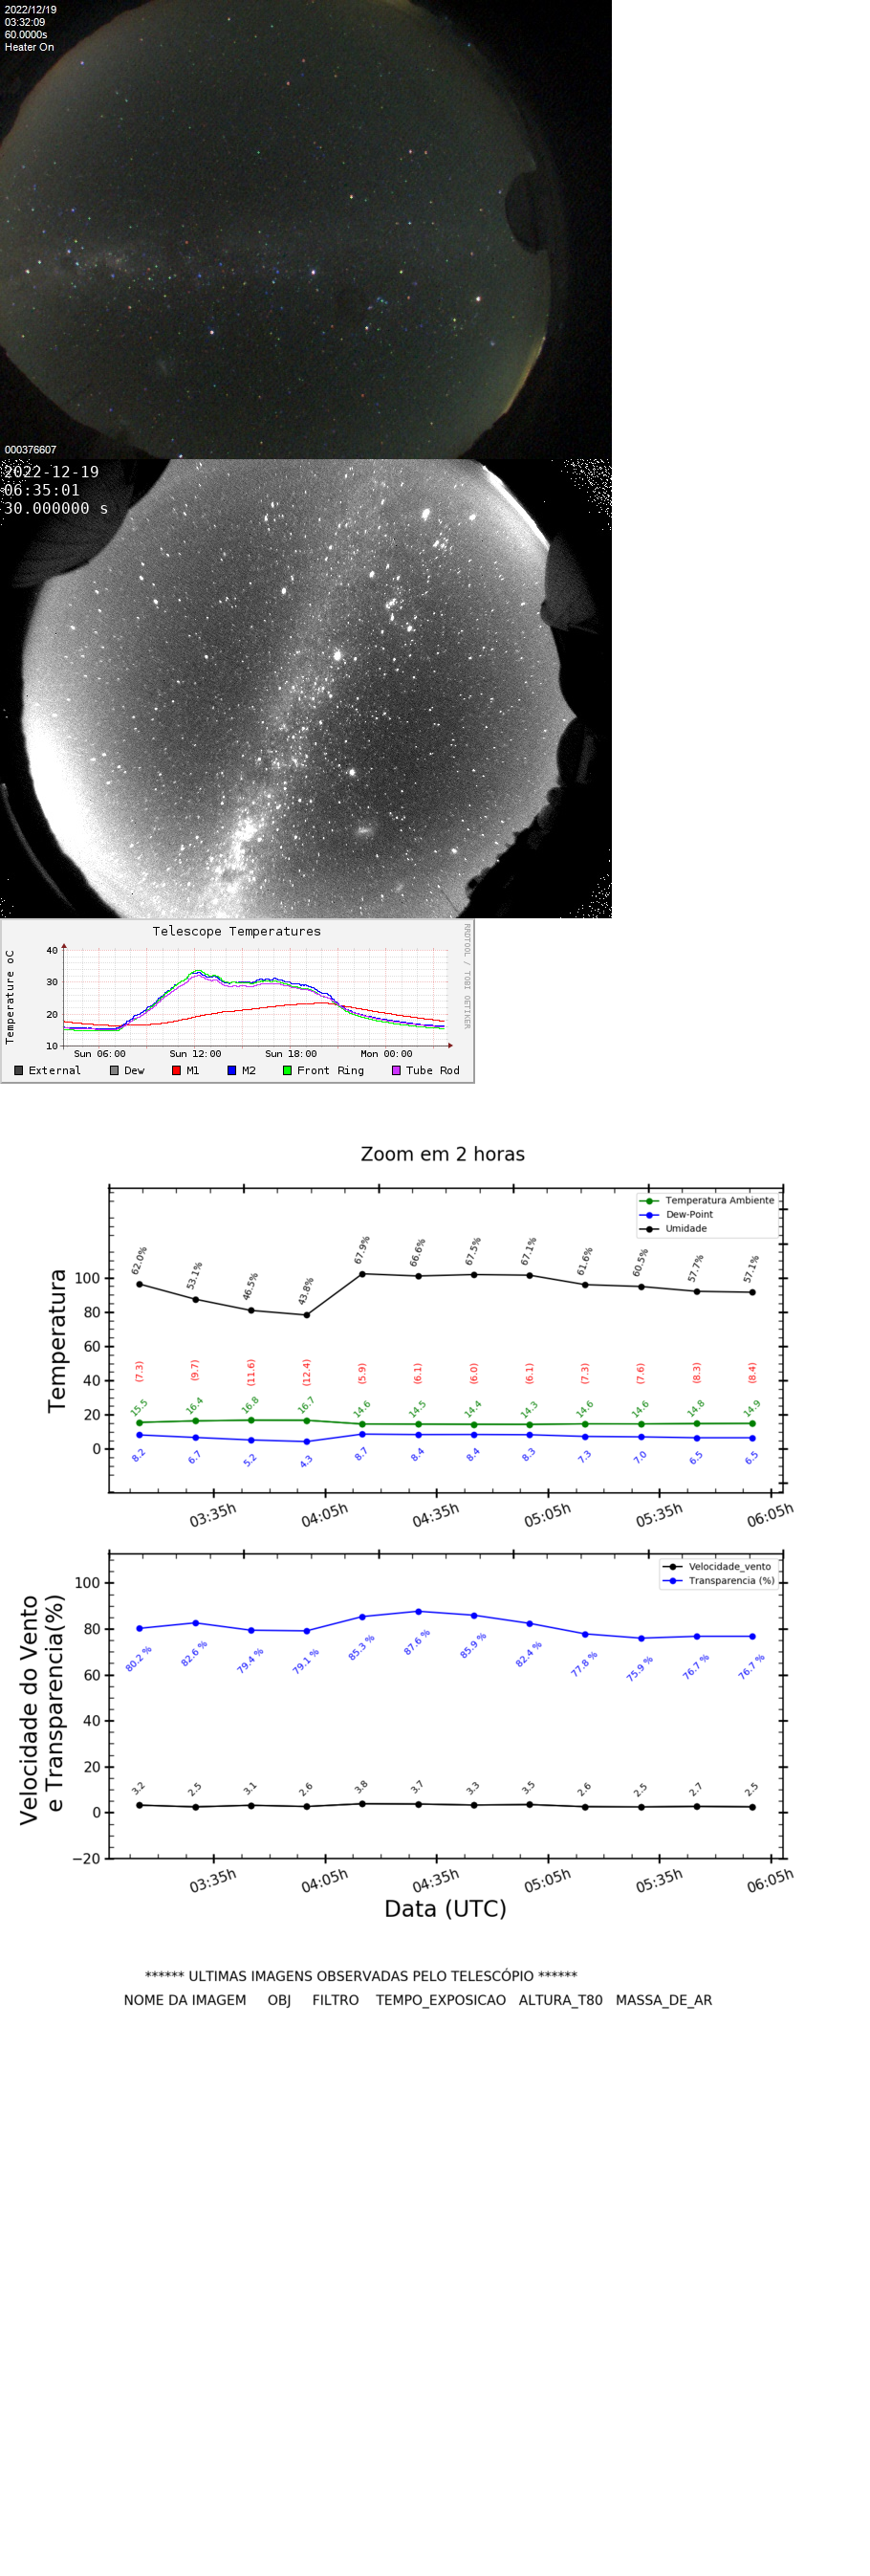 2022/12/19
03:32:09
60.0000s
Heater On
000376607
2022-12-19
06:35:01
30.000000 s
Telescope Temperatures
RRDTOOL / TOBI OETIKER
Temperature oC
40
30
20
10
Sun 06:00 Sun 12:00 Sun 18:00 Mon 00:00
External Dew M1 M2 Front Ring Tube Rod
Zoom em 2 horas
Temperatura Ambiente
Dew-Point
Umidade
Temperatura
100
80
60
40
20
0
62.0% 53.1% 46.5% 43.8% 67.9% 66.6% 67.5% 67.1% 61.6% 60.5% 57.7% 57.1%
(7.3) (9.7) (11.6) (12.4) (5.9) (6.1) (6.0) (6.1) (7.3) (7.6) (8.3) (8.4)
15.5 16.4 16.8 16.7 14.6 14.5 14.4 14.3 14.6 14.6 14.8 14.9
8.2 6.7 5.2 4.3 8.7 8.4 8.4 8.3 7.3 7.0 6.5 6.5
03:35h 04:05h 04:35h 05:05h 05:35h 06:05h
Velocidade_vento
Transparencia (%)
Velocidade do Vento
e Transparencia(%)
100
80
60
40
20
0
−20
80.2 % 82.6 % 79.4 % 79.1 % 85.3 % 87.6 % 85.9 % 82.4 % 77.8 % 75.9 % 76.7 % 76.7 %
3.2 2.5 3.1 2.6 3.8 3.7 3.3 3.5 2.6 2.5 2.7 2.5
03:35h 04:05h 04:35h 05:05h 05:35h 06:05h
Data (UTC)
****** ULTIMAS IMAGENS OBSERVADAS PELO TELESCÓPIO ******
NOME DA IMAGEM OBJ FILTRO TEMPO_EXPOSICAO ALTURA_T80 MASSA_DE_AR